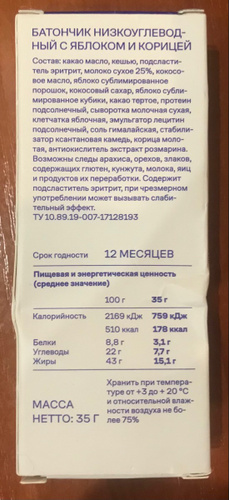 БАТОНЧИК НИЗКОУГЛЕВОД-
НЫЙ С ЯБЛОКОМ И КОРИЦЕЙ
Состав: какао масло, кешью, подсласти-
тель эритрит, молоко сухое 25%, кокосо-
вое масло, яблоко сублимированное
порошок, кокосовый сахар, яблоко субли-
мированное кубики, какао тертое, протеин
подсолнечный, сыворотка молочная сухая,
клетчатка яблочная, эмульгатор лецитин
подсолнечный, соль гималайская, стабили-
затор ксантановая камедь, корица моло-
тая, антиокислитель экстракт розмарина.
Возможны следы арахиса, орехов, злаков,
содержащих глютен, кунжута, молока, яиц
и продуктов их переработки. Содержит
подсластитель эритрит, при чрезмерном
употреблении может вызывать слаби-
тельный эффект.
ТУ 10.89.19-007-17128193
Срок годности 12 МЕСЯЦЕВ
Пищевая и энергетическая ценность
(среднее значение)
100 г 35 г
Калорийность 2169 кДж 759 кДж
510 ккал 178 ккал
Белки 8,8 г 3,1 г
Углеводы 22 г 7,7 г
Жиры 43 г 15,1 г
МАССА
НЕТТО: 35 Г
Хранить при темпера-
туре от +3 до +20 °С
и относительной влаж-
ности воздуха не бо-
лее 75%